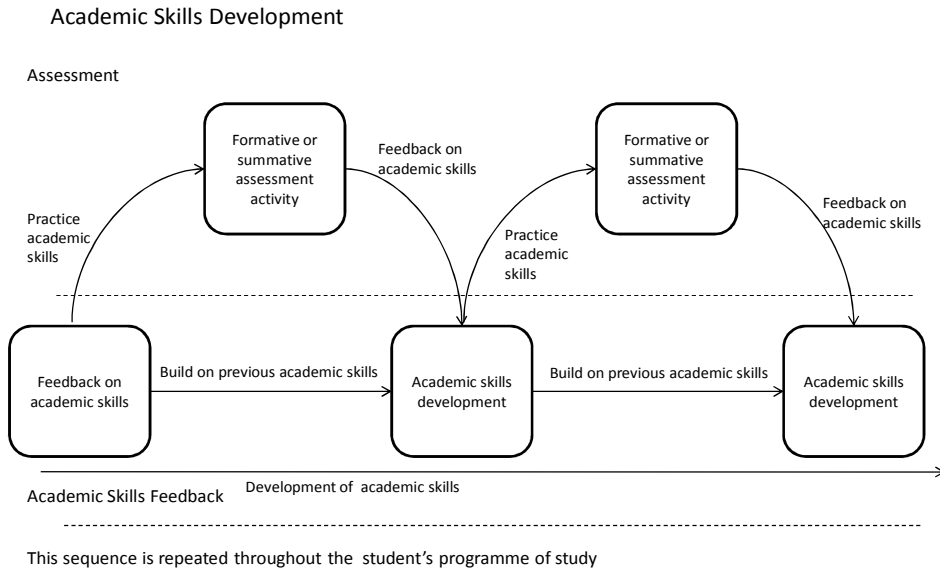 Academic Skills Development
Assessment
Formative or
summative
assessment
activity
Feedback on
academic skills
Formative or
summative
assessment
activity
Feedback on
academic skills
Practice
academic
skills
Practice
academic
skills
Feedback on
academic skills
Build on previous academic skills
Academic skills
development
Build on previous academic skills
Academic skills
development
Development of academic skills
Academic Skills Feedback
This sequence is repeated throughout the student’s programme of study